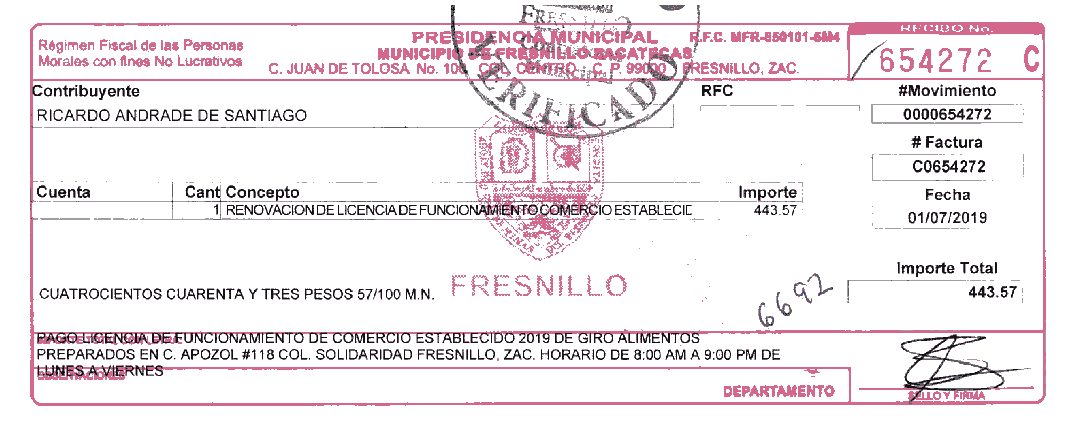 Régimen Fiscal de las Personas
Morales con fines No Lucrativos
PRESIDENCIA MUNICIPAL
MUNICIPIO DE FRESNILLO ZACATECAS
C. JUAN DE TOLOSA No. 100 COL. CENTRO C. P. 99000 FRESNILLO, ZAC.
R.F.C. MFR-850101-5M4
FRESNILLO
VERIFICADO
RECIBO No.
654272 C
Contribuyente
RICARDO ANDRADE DE SANTIAGO
RFC
#Movimiento
0000654272
# Factura
C0654272
Fecha
01/07/2019
Cuenta Cant Concepto Importe
1 RENOVACION DE LICENCIA DE FUNCIONAMIENTO COMERCIO ESTABLECID 443.57
FRESNILLO
Importe Total
443.57
CUATROCIENTOS CUARENTA Y TRES PESOS 57/100 M.N.
6692
PAGO LICENCIA DE FUNCIONAMIENTO DE COMERCIO ESTABLECIDO 2019 DE GIRO ALIMENTOS
PREPARADOS EN C. APOZOL #118 COL. SOLIDARIDAD FRESNILLO, ZAC. HORARIO DE 8:00 AM A 9:00 PM DE
LUNES A VIERNES
OBSERVACIONES
DEPARTAMENTO
SELLO Y FIRMA